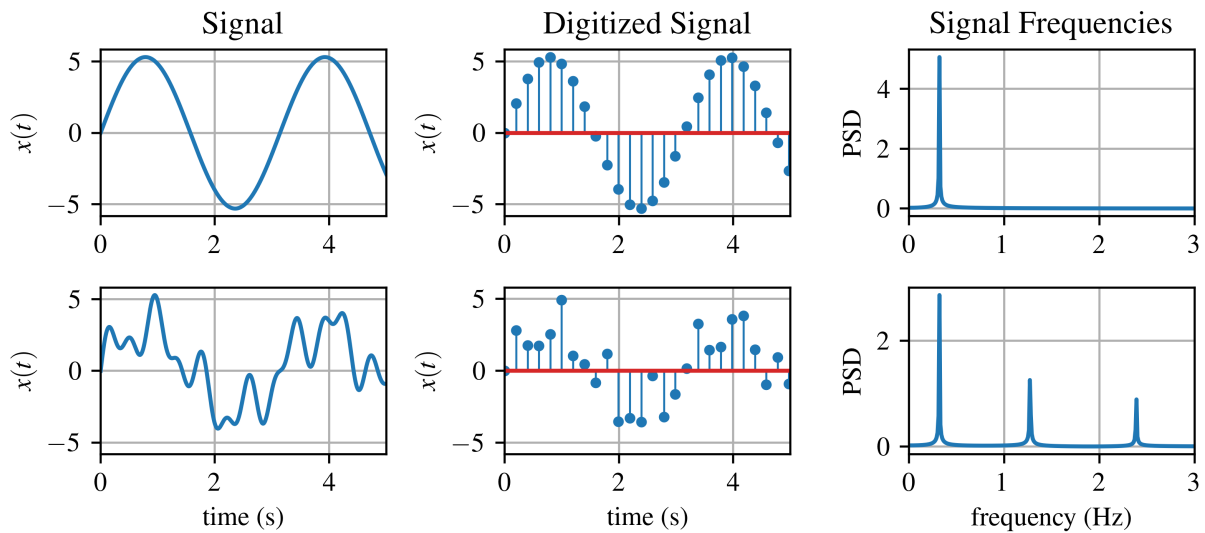 Signal
Digitized Signal
Signal Frequencies
x(t)
5
0
−5
0 2 4
x(t)
5
0
−5
0 2 4
PSD
4
2
0
0 1 2 3
x(t)
5
0
−5
0 2 4
time (s)
x(t)
5
0
−5
0 2 4
time (s)
PSD
2
0
0 1 2 3
frequency (Hz)